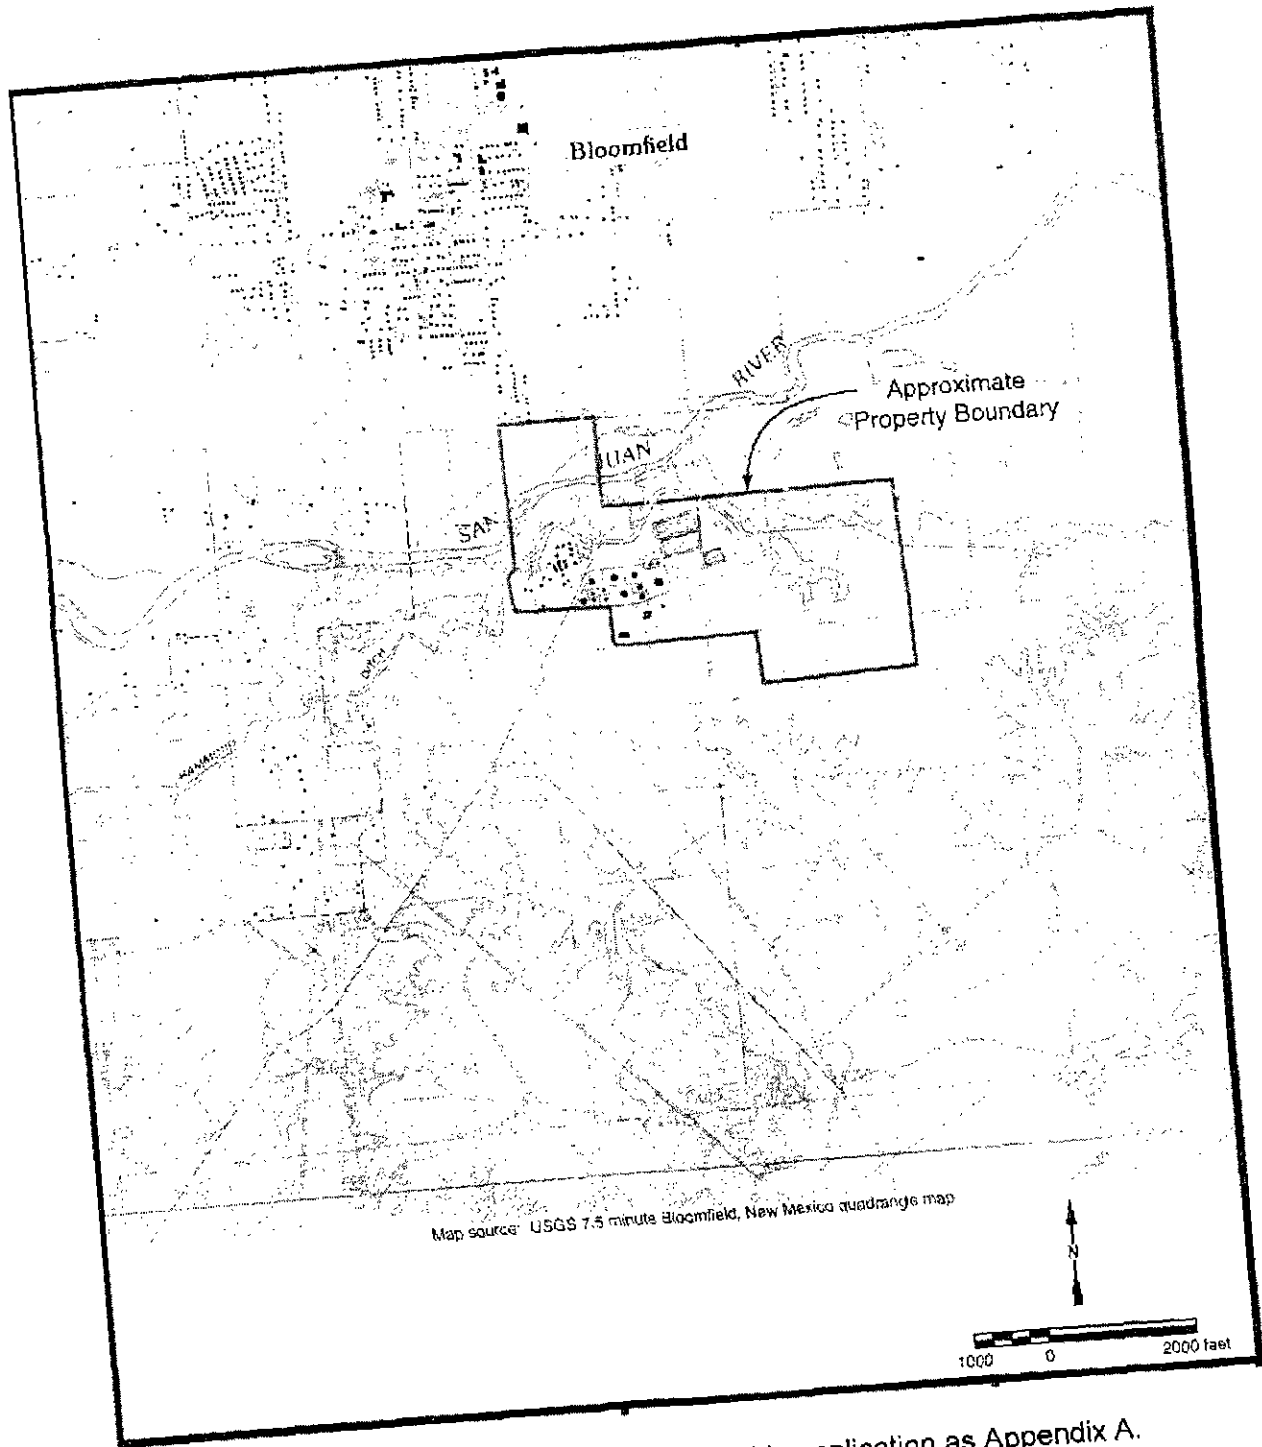 Bloomfield
RIVER
Approximate
Property Boundary
JUAN
SAN
DITCH
Map source: USGS 7.5 minute Bloomfield, New Mexico quadrangle map
N
1000 0 2000 feet
application as Appendix A.